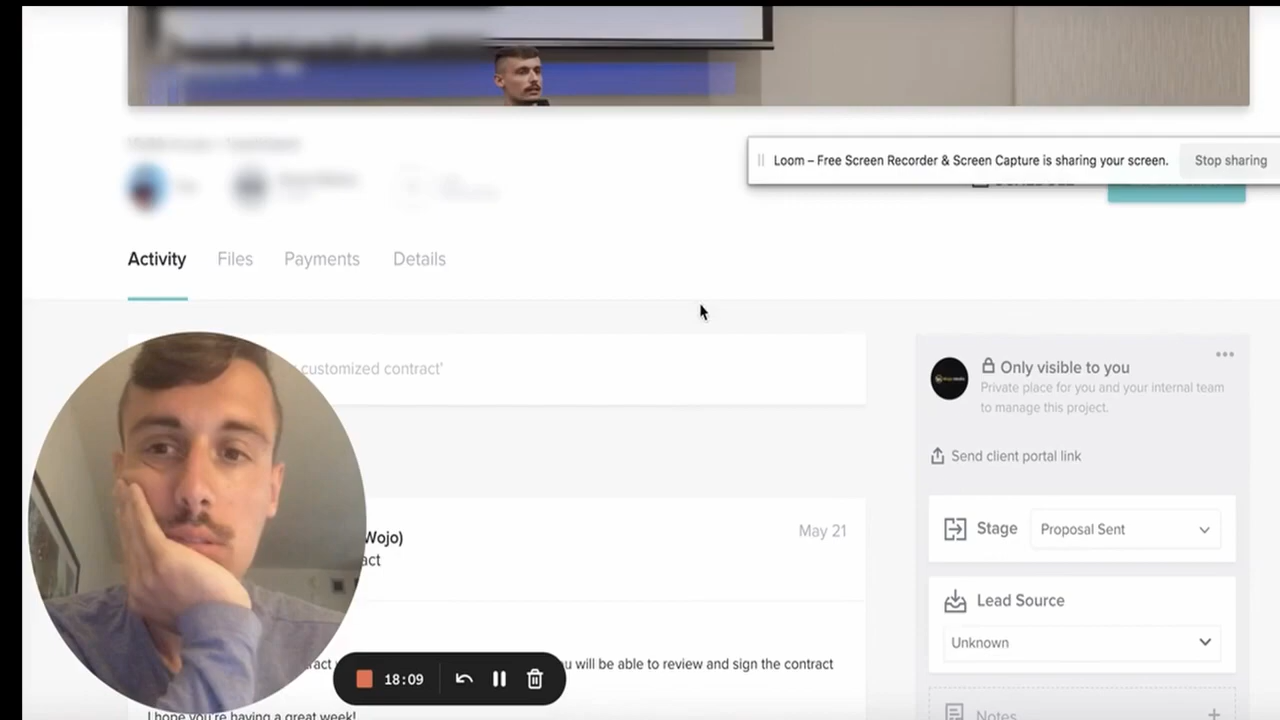 Loom – Free Screen Recorder & Screen Capture is sharing your screen.
Stop sharing
Activity
Files
Payments
Details
customized contract'
Only visible to you
Private place for you and your internal team
to manage this project.
Send client portal link
Stage
Proposal Sent
Wojo)
May 21
Lead Source
Unknown
will be able to review and sign the contract
18:09
Notes
I hope you're having a great week!